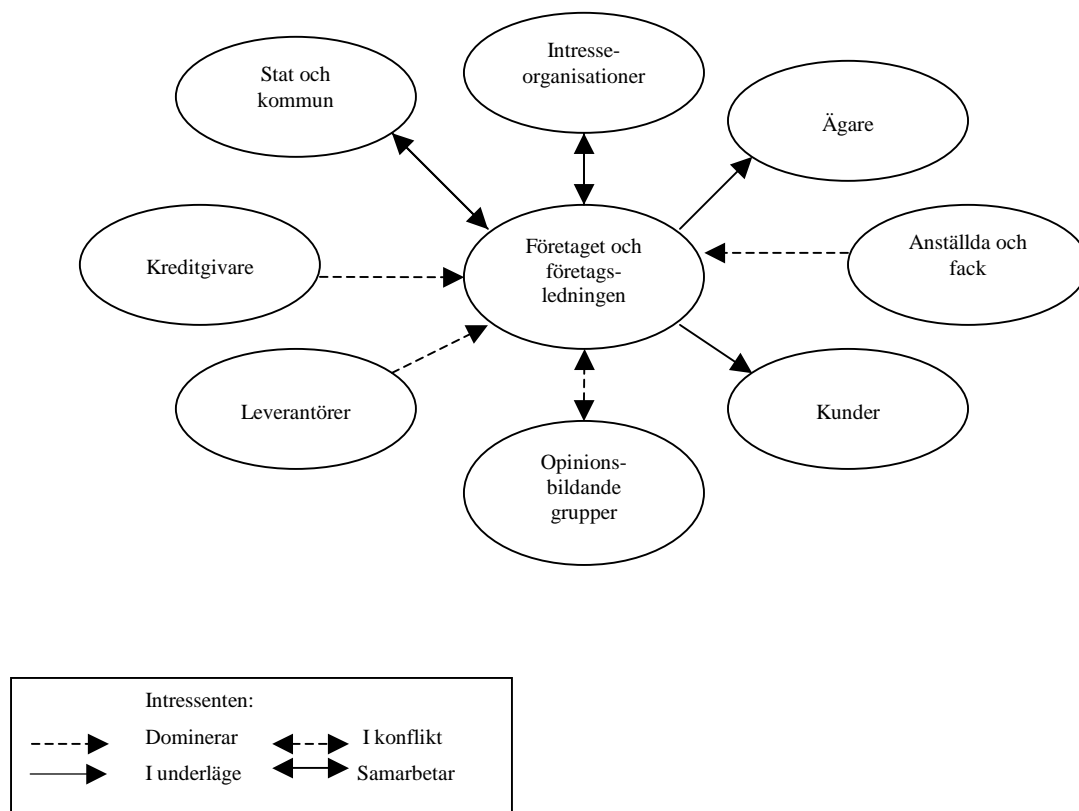 Intresse-
organisationer
Stat och
kommun
Ägare
Företaget och
företags-
ledningen
Anställda och
fack
Kreditgivare
Leverantörer
Kunder
Opinions-
bildande
grupper
Intressenten:
Dominerar
I konflikt
I underläge
Samarbetar